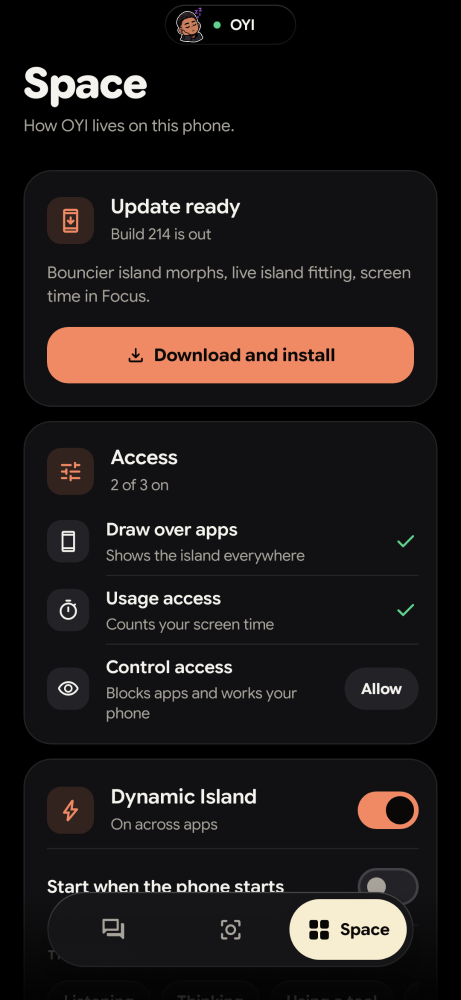 OYI
Space
How OYI lives on this phone.
Update ready
Build 214 is out
Bouncier island morphs, live island fitting, screen
time in Focus.
Download and install
Access
2 of 3 on
Draw over apps
Shows the island everywhere
Usage access
Counts your screen time
Control access
Blocks apps and works your
phone
Allow
Dynamic Island
On across apps
Start when the phone starts
Space
Listening
Thinking